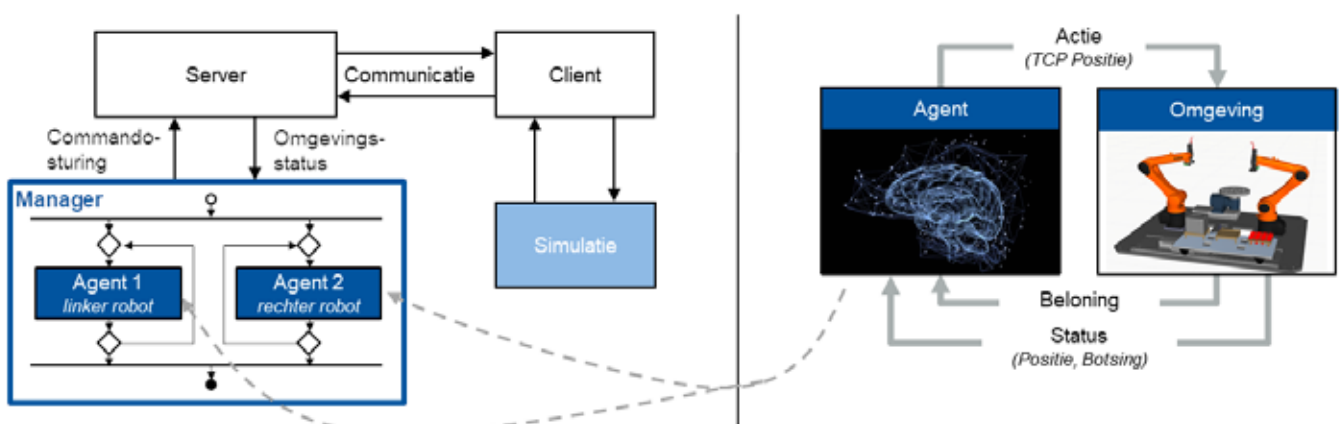 Server
Communicatie
Client
Commando-
sturing
Omgevings-
status
Manager
Agent 1
linker robot
Agent 2
rechter robot
Simulatie
Actie
(TCP Positie)
Agent
Omgeving
Beloning
Status
(Positie, Botsing)